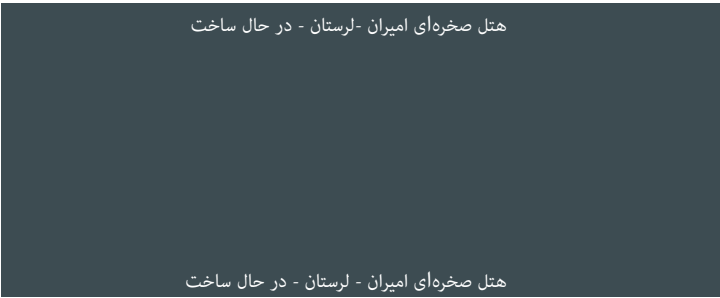 هتل صخره‌ای امیران -لرستان - در حال ساخت
هتل صخره‌ای امیران - لرستان - در حال ساخت